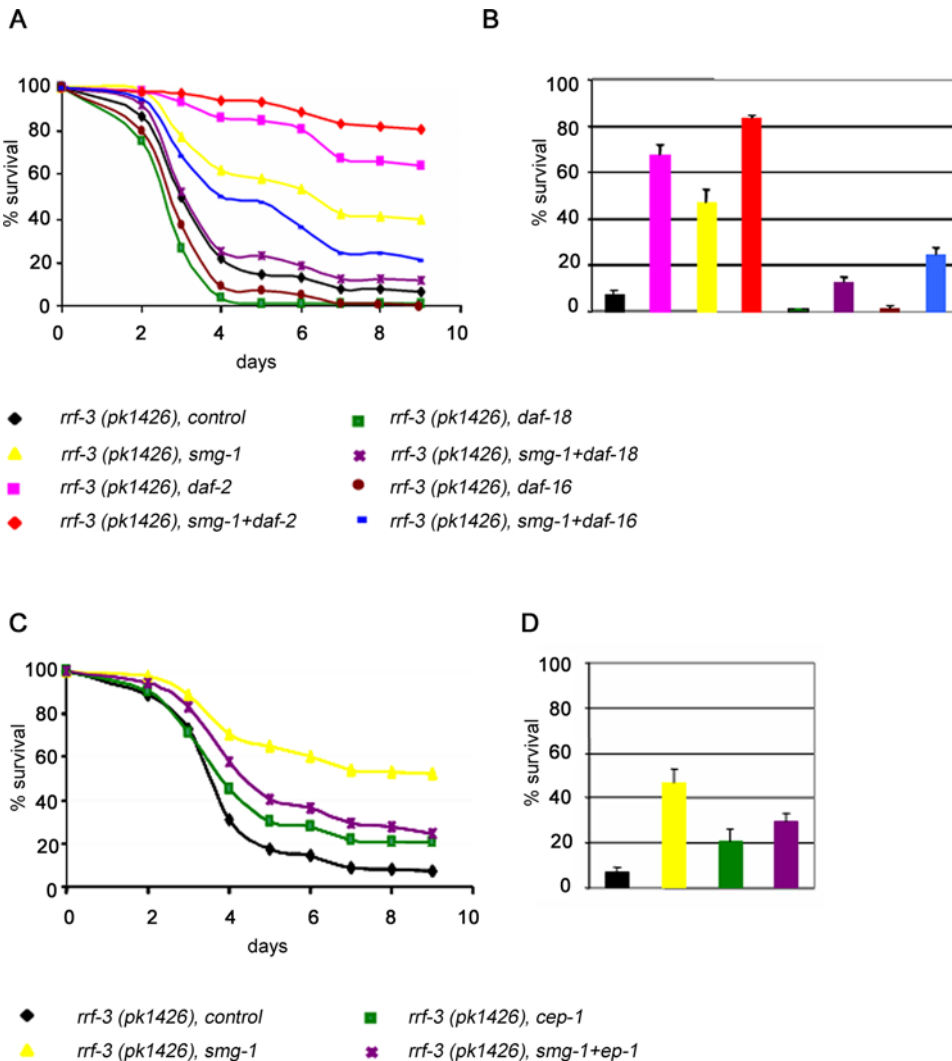 A
B
100
80
60
40
20
0
% survival
0
2
4
6
8
10
days
100
80
60
40
20
0
% survival
rrf-3 (pk1426), control
rrf-3 (pk1426), daf-18
rrf-3 (pk1426), smg-1
rrf-3 (pk1426), smg-1+daf-18
rrf-3 (pk1426), daf-2
rrf-3 (pk1426), daf-16
rrf-3 (pk1426), smg-1+daf-2
rrf-3 (pk1426), smg-1+daf-16
C
D
100
80
60
40
20
0
% survival
0
2
4
6
8
10
days
100
80
60
40
20
0
% survival
rrf-3 (pk1426), control
rrf-3 (pk1426), cep-1
rrf-3 (pk1426), smg-1
rrf-3 (pk1426), smg-1+ep-1